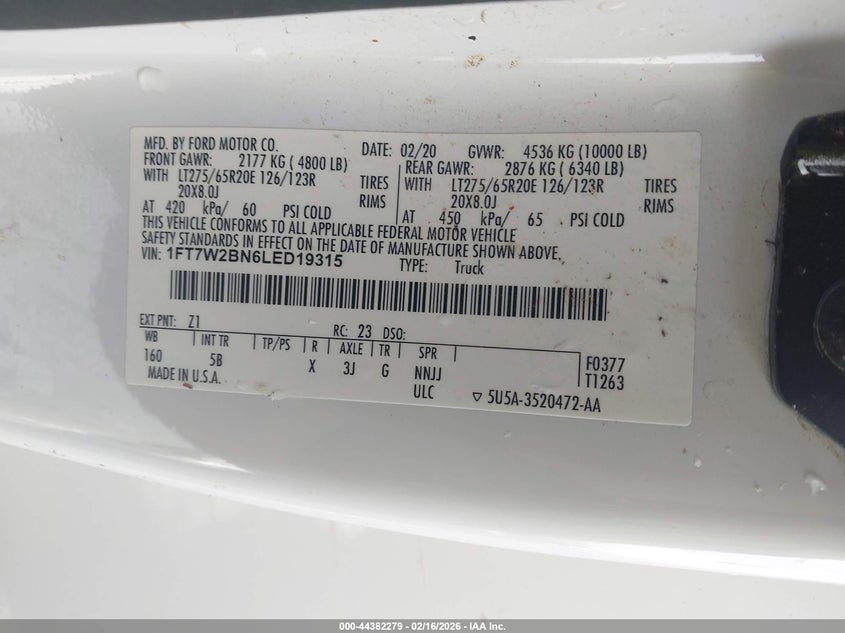 MFD. BY FORD MOTOR CO. DATE: 02/20 GVWR: 4536 KG (10000 LB)
FRONT GAWR: 2177 KG ( 4800 LB) REAR GAWR: 2876 KG ( 6340 LB)
WITH LT275/65R20E 126/123R TIRES WITH LT275/65R20E 126/123R TIRES
20X8.0J RIMS 20X8.0J RIMS
AT 420 kPa/ 60 PSI COLD AT 450 kPa/ 65 PSI COLD
THIS VEHICLE CONFORMS TO ALL APPLICABLE FEDERAL MOTOR VEHICLE
SAFETY STANDARDS IN EFFECT ON THE DATE OF MANUFACTURE SHOWN ABOVE.
VIN: 1FT7W2BN6LED19315 TYPE: Truck
EXT PNT: Z1 RC: 23 DSO:
WB INT TR TP/PS R AXLE TR SPR
160 5B X 3J G NNJJ F0377
MADE IN U.S.A. ULC T1263
▽ 5U5A-3520472-AA
000-44382279 - 02/16/2026 - IAA Inc.